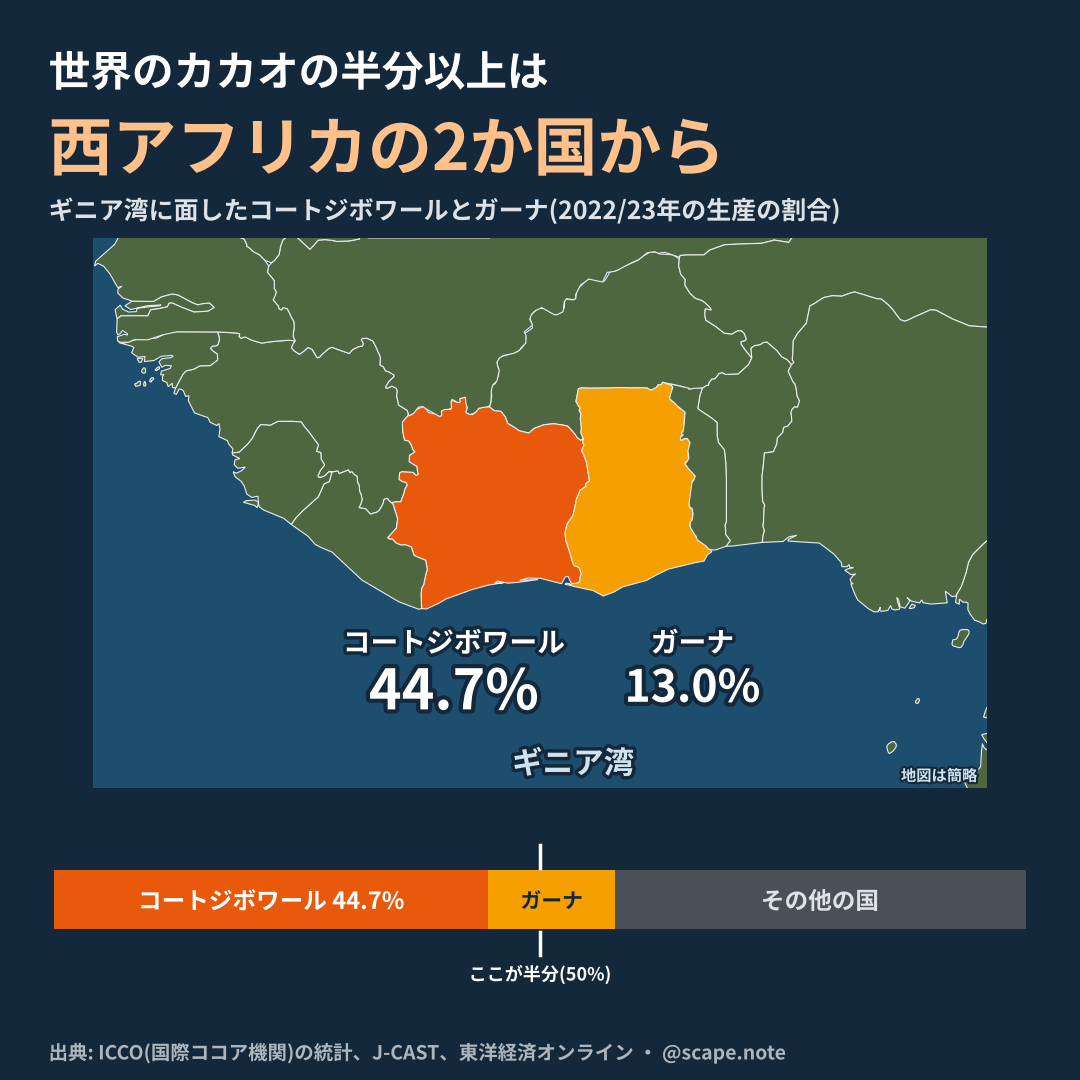 世界のカカオの半分以上は
西アフリカの2か国から
ギニア湾に面したコートジボワールとガーナ(2022/23年の生産の割合)
コートジボワール
44.7%
ガーナ
13.0%
ギニア湾
地図は簡略
コートジボワール 44.7%
ガーナ
その他の国
ここが半分(50%)
出典: ICCO(国際ココア機関)の統計、J-CAST、東洋経済オンライン ・ @scape.note